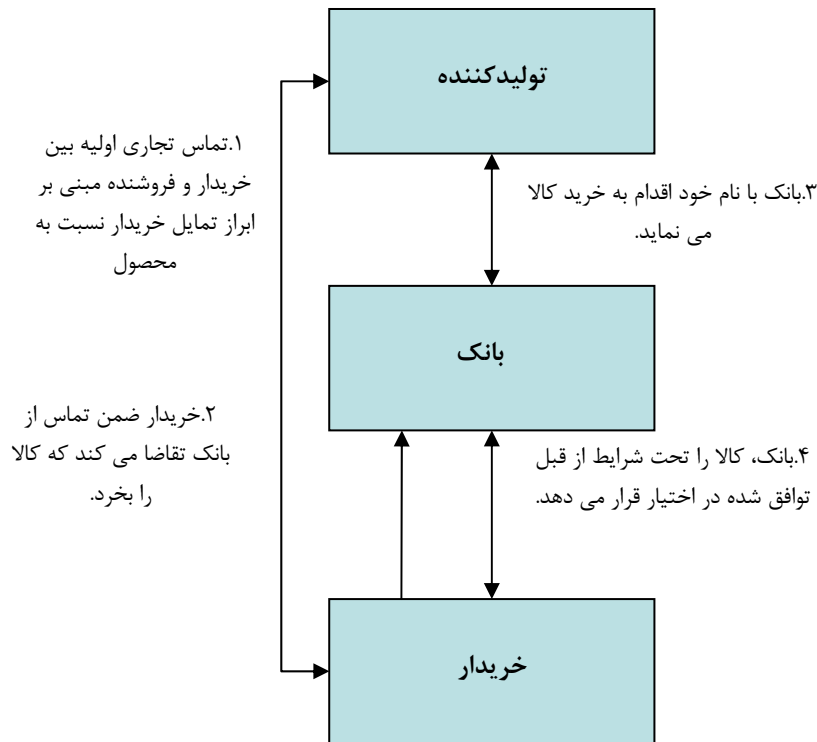 تولیدکننده
۱.تماس تجاری اولیه بین
خریدار و فروشنده مبنی بر
ابراز تمایل خریدار نسبت به
محصول
۳.بانک با نام خود اقدام به خرید کالا
می نماید.
بانک
۲.خریدار ضمن تماس از
بانک تقاضا می کند که کالا
را بخرد.
۴.بانک، کالا را تحت شرایط از قبل
توافق شده در اختیار قرار می دهد.
خریدار